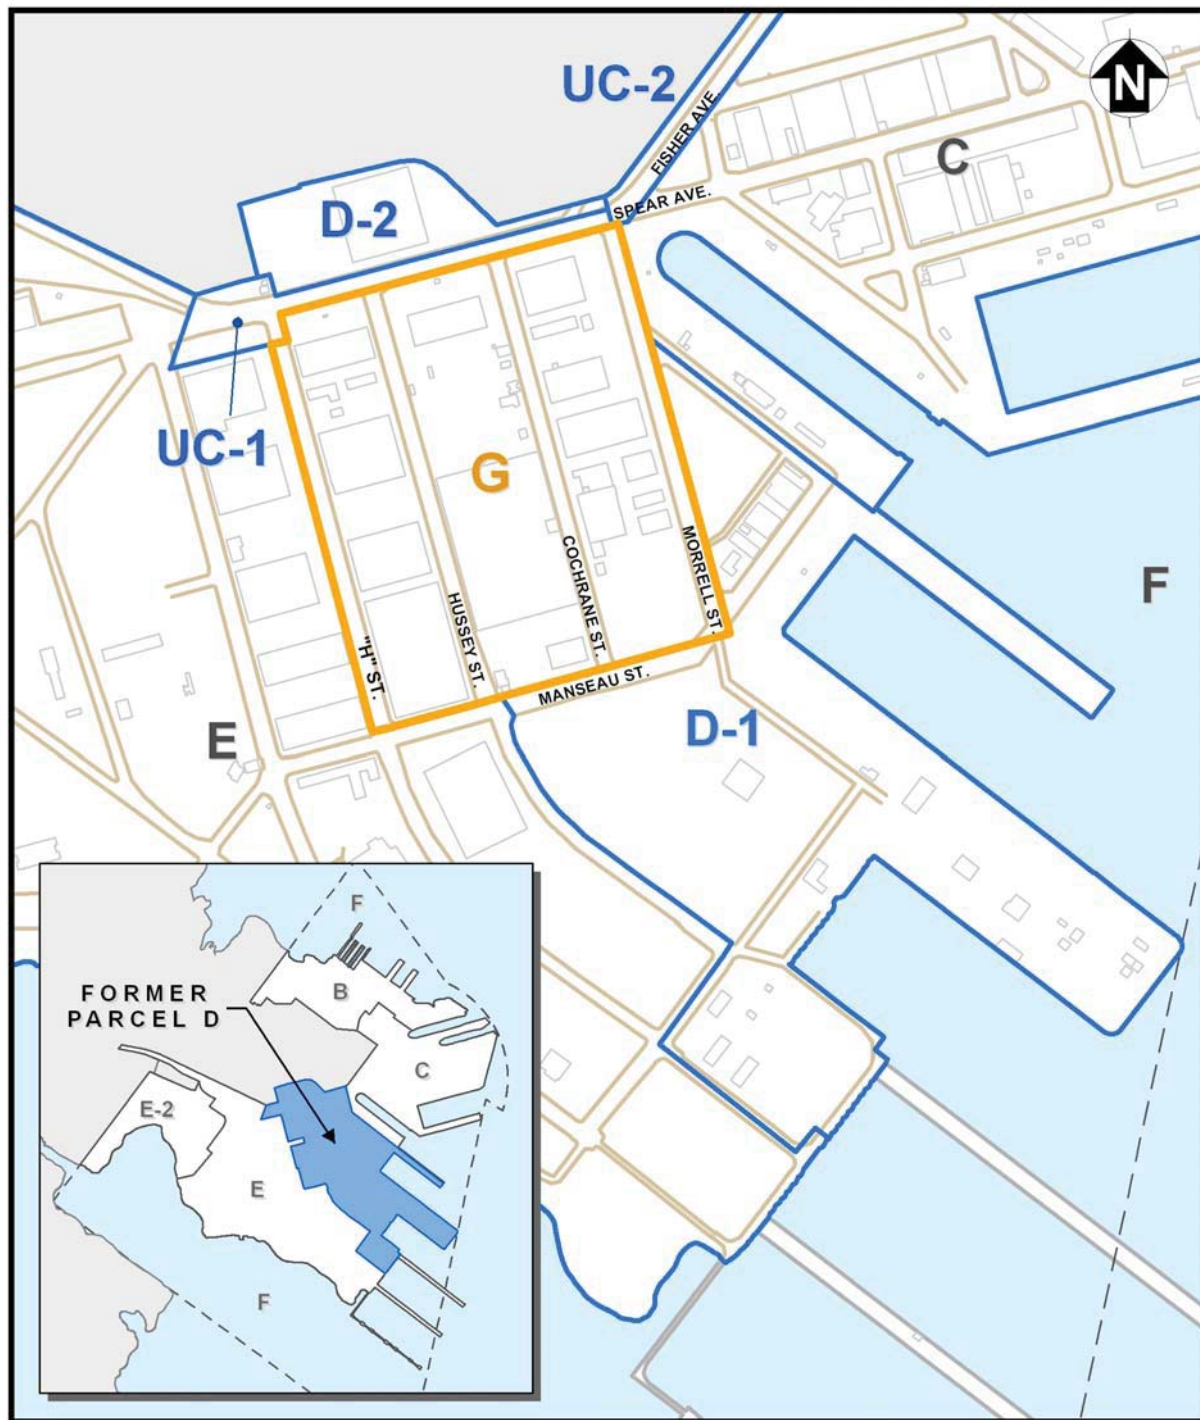 UC-2
N
FISHER AVE.
C
SPEAR AVE.
D-2
UC-1
G
F
COCHRANE ST.
MORRELL ST.
HUSSEY ST.
"H" ST.
MANSEAU ST.
E
D-1
F
B
FORMER
PARCEL D
C
E-2
E
F